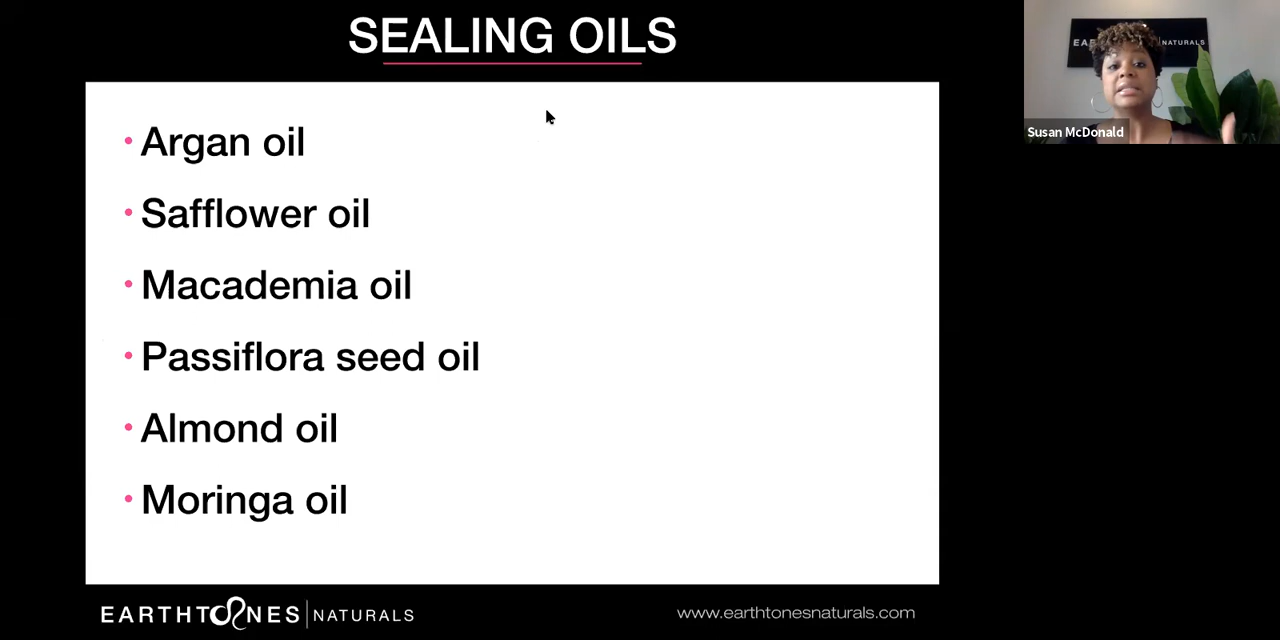 SEALING OILS
• Argan oil
• Safflower oil
• Macademia oil
• Passiflora seed oil
• Almond oil
• Moringa oil
EARTHTONES | NATURALS
www.earthtonesnaturals.com
NATURALS
Susan McDonald